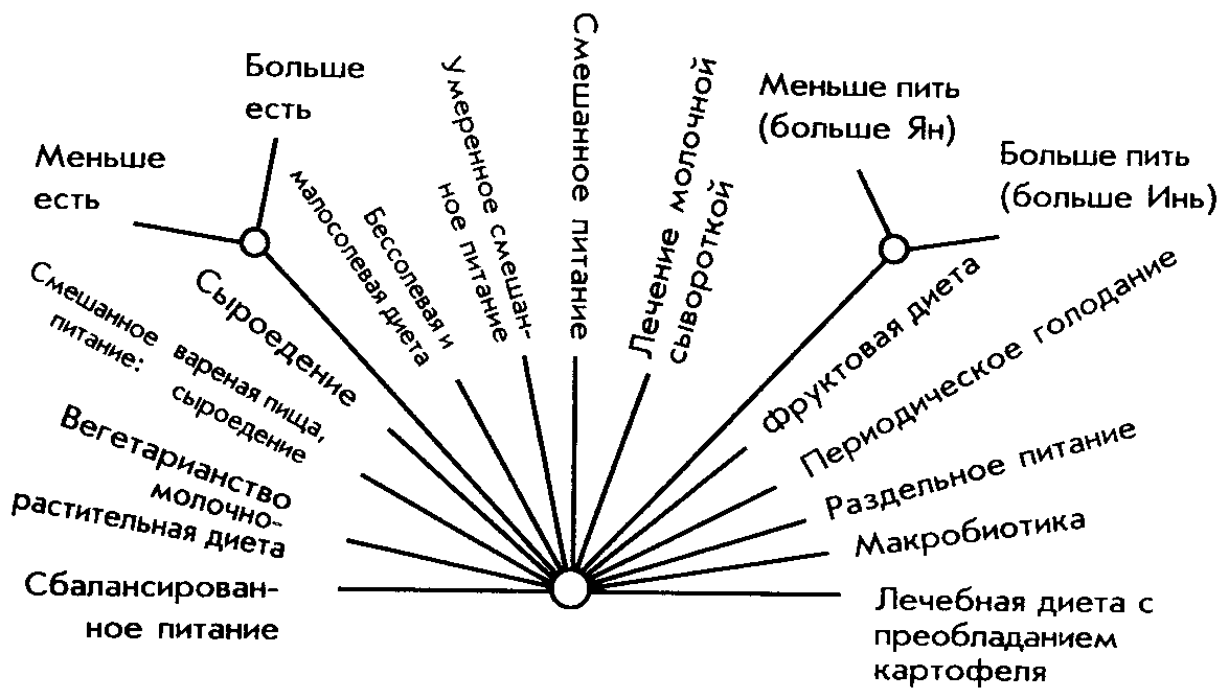 Меньше
есть
Больше
есть
Сбалансирован-
ное питание
Вегетарианство
молочно-
растительная диета
Смешанное вареная пища,
питание: сыроедение
Сыроедение
Бессолевая и
малосолевая диета
Умеренное смешан-
ное питание
Смешанное питание
Лечение молочной
сывороткой
Меньше пить
(больше Ян)
Больше пить
(больше Инь)
Фруктовая диета
Периодическое голодание
Раздельное питание
Макробиотика
Лечебная диета с
преобладанием
картофеля